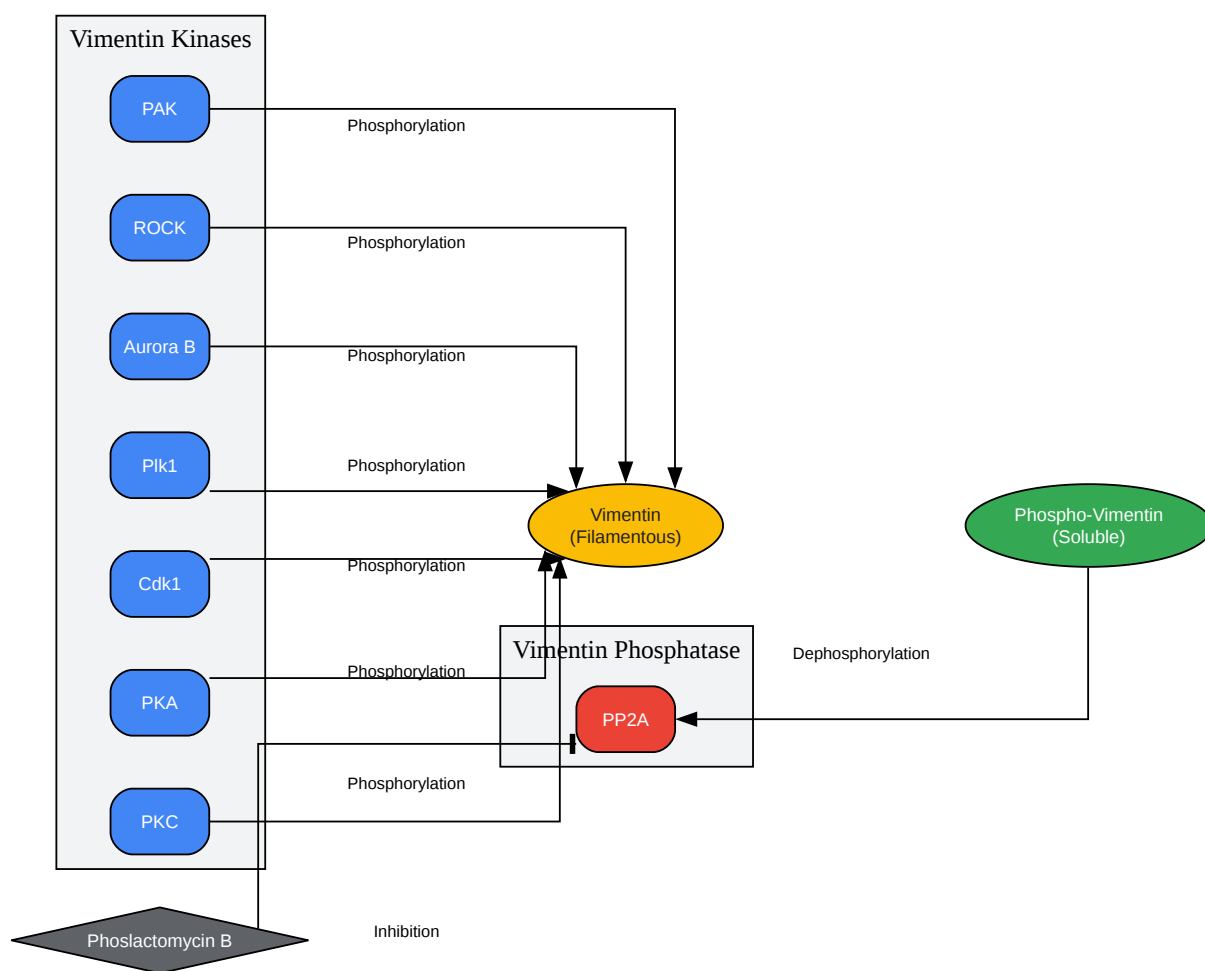 Vimentin Kinases
PAK
Phosphorylation
ROCK
Phosphorylation
Aurora B
Phosphorylation
Plk1
Phosphorylation
Vimentin
(Filamentous)
Phospho-Vimentin
(Soluble)
Cdk1
Phosphorylation
Vimentin Phosphatase
Dephosphorylation
PKA
Phosphorylation
PP2A
Phosphorylation
PKC
Phoslactomycin B
Inhibition